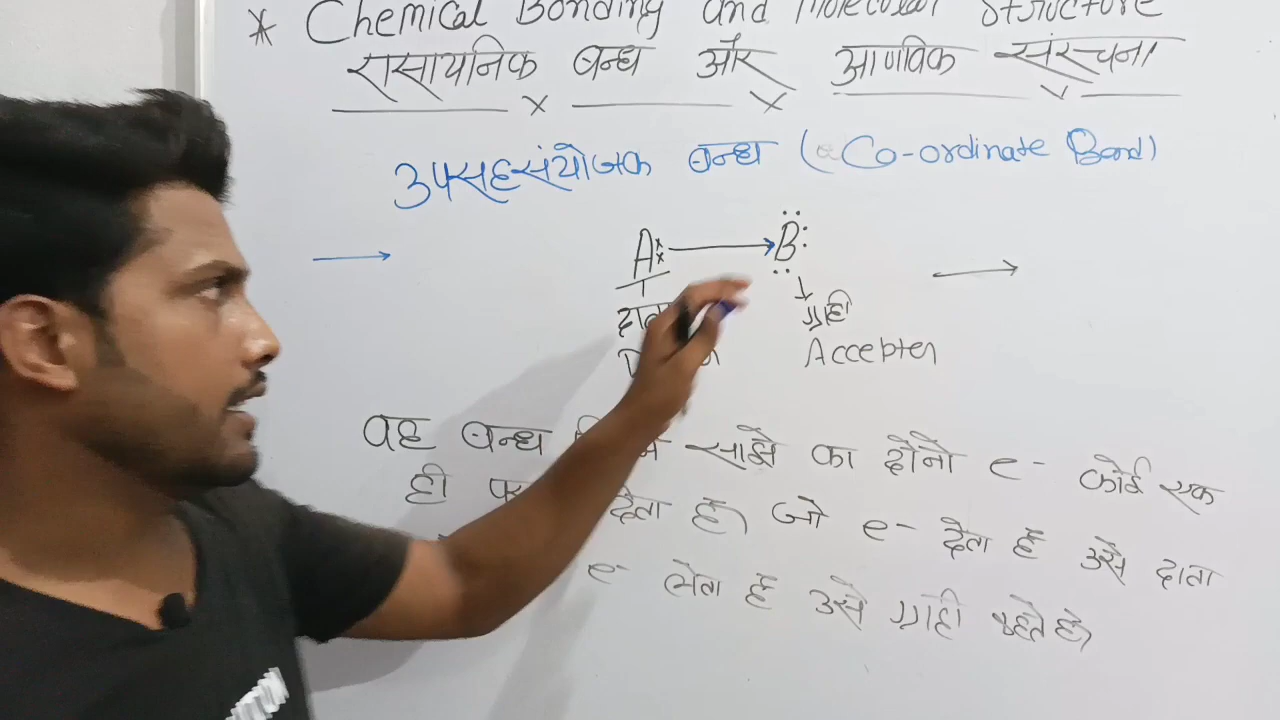 * Chemical Bonding and Molecular Structure
रासायनिक बन्ध और आणविक संरचना
उपसहसंयोजक बन्ध (Co-ordinate Bond)
A → B
दाता ग्राही
Accepter
वह बन्ध साझे का दोनो e- कोई एक
ही देता है, जो e- देता है उसे दाता
e- लेता है उसे ग्राही कहते है,